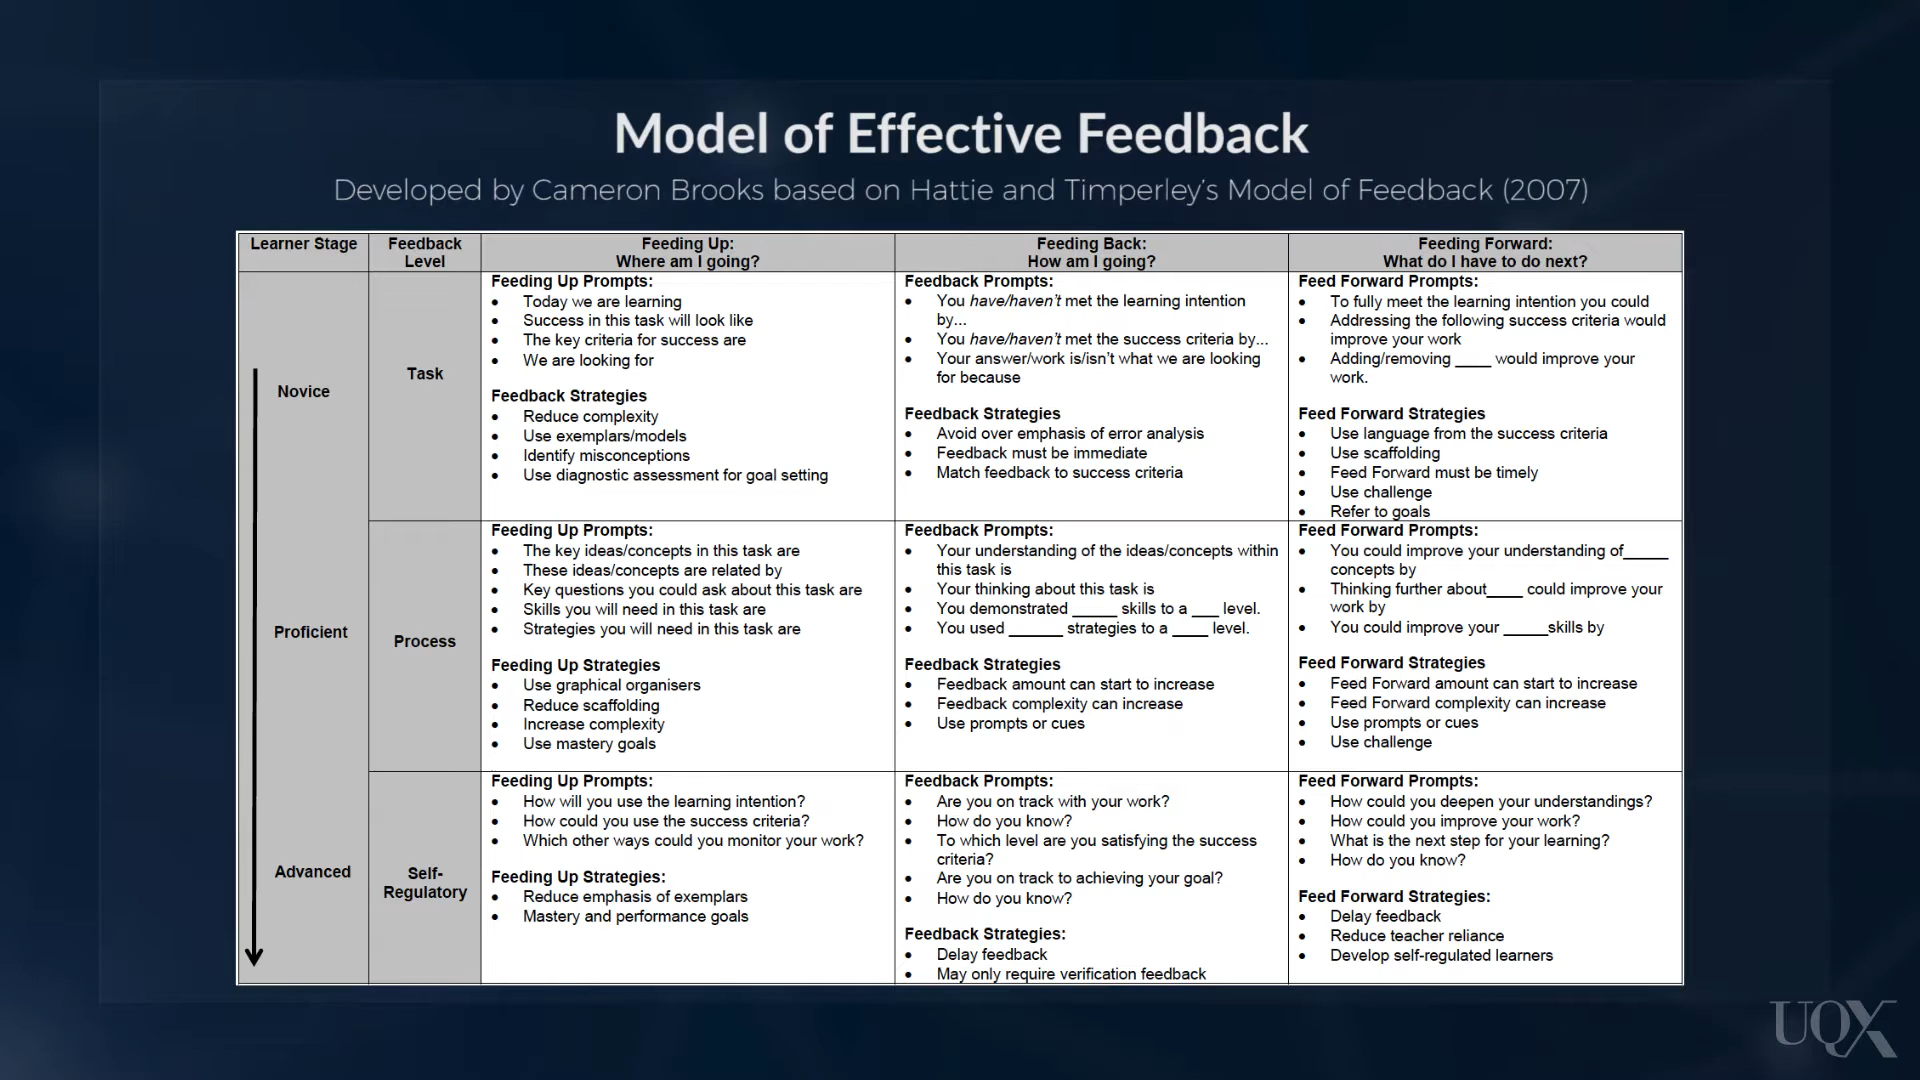 Model of Effective Feedback
Developed by Cameron Brooks based on Hattie and Timperley's Model of Feedback (2007)
Learner Stage
Feedback
Level
Feeding Up:
Where am I going?
Feeding Back:
How am I going?
Feeding Forward:
What do I have to do next?
Novice
Task
Feeding Up Prompts:
• Today we are learning
• Success in this task will look like
• The key criteria for success are
• We are looking for
Feedback Strategies
• Reduce complexity
• Use exemplars/models
• Identify misconceptions
• Use diagnostic assessment for goal setting
Feedback Prompts:
• You have/haven't met the learning intention
by...
• You have/haven't met the success criteria by...
• Your answer/work is/isn't what we are looking
for because
Feedback Strategies
• Avoid over emphasis of error analysis
• Feedback must be immediate
• Match feedback to success criteria
Feed Forward Prompts:
• To fully meet the learning intention you could
• Addressing the following success criteria would
improve your work
• Adding/removing ____ would improve your
work.
Feed Forward Strategies
• Use language from the success criteria
• Use scaffolding
• Feed Forward must be timely
• Use challenge
• Refer to goals
Proficient
Process
Feeding Up Prompts:
• The key ideas/concepts in this task are
• These ideas/concepts are related by
• Key questions you could ask about this task are
• Skills you will need in this task are
• Strategies you will need in this task are
Feeding Up Strategies
• Use graphical organisers
• Reduce scaffolding
• Increase complexity
• Use mastery goals
Feedback Prompts:
• Your understanding of the ideas/concepts within
this task is
• Your thinking about this task is
• You demonstrated _____ skills to a ___ level.
• You used ______ strategies to a ____ level.
Feedback Strategies
• Feedback amount can start to increase
• Feedback complexity can increase
• Use prompts or cues
Feed Forward Prompts:
• You could improve your understanding of_____
concepts by
• Thinking further about____ could improve your
work by
• You could improve your _____skills by
Feed Forward Strategies
• Feed Forward amount can start to increase
• Feed Forward complexity can increase
• Use prompts or cues
• Use challenge
Advanced
Self-
Regulatory
Feeding Up Prompts:
• How will you use the learning intention?
• How could you use the success criteria?
• Which other ways could you monitor your work?
Feeding Up Strategies:
• Reduce emphasis of exemplars
• Mastery and performance goals
Feedback Prompts:
• Are you on track with your work?
• How do you know?
• To which level are you satisfying the success
criteria?
• Are you on track to achieving your goal?
• How do you know?
Feedback Strategies:
• Delay feedback
• May only require verification feedback
Feed Forward Prompts:
• How could you deepen your understandings?
• How could you improve your work?
• What is the next step for your learning?
• How do you know?
Feed Forward Strategies:
• Delay feedback
• Reduce teacher reliance
• Develop self-regulated learners
UQX